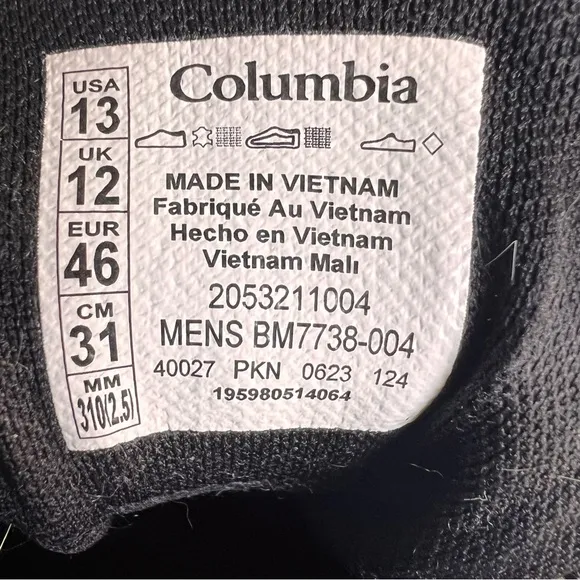 Columbia
USA
13
UK
12
EUR
46
CM
31
MM
310(2.5)
MADE IN VIETNAM
Fabriqué Au Vietnam
Hecho en Vietnam
Vietnam Malı
2053211004
MENS BM7738-004
40027 PKN 0623 124
195980514064